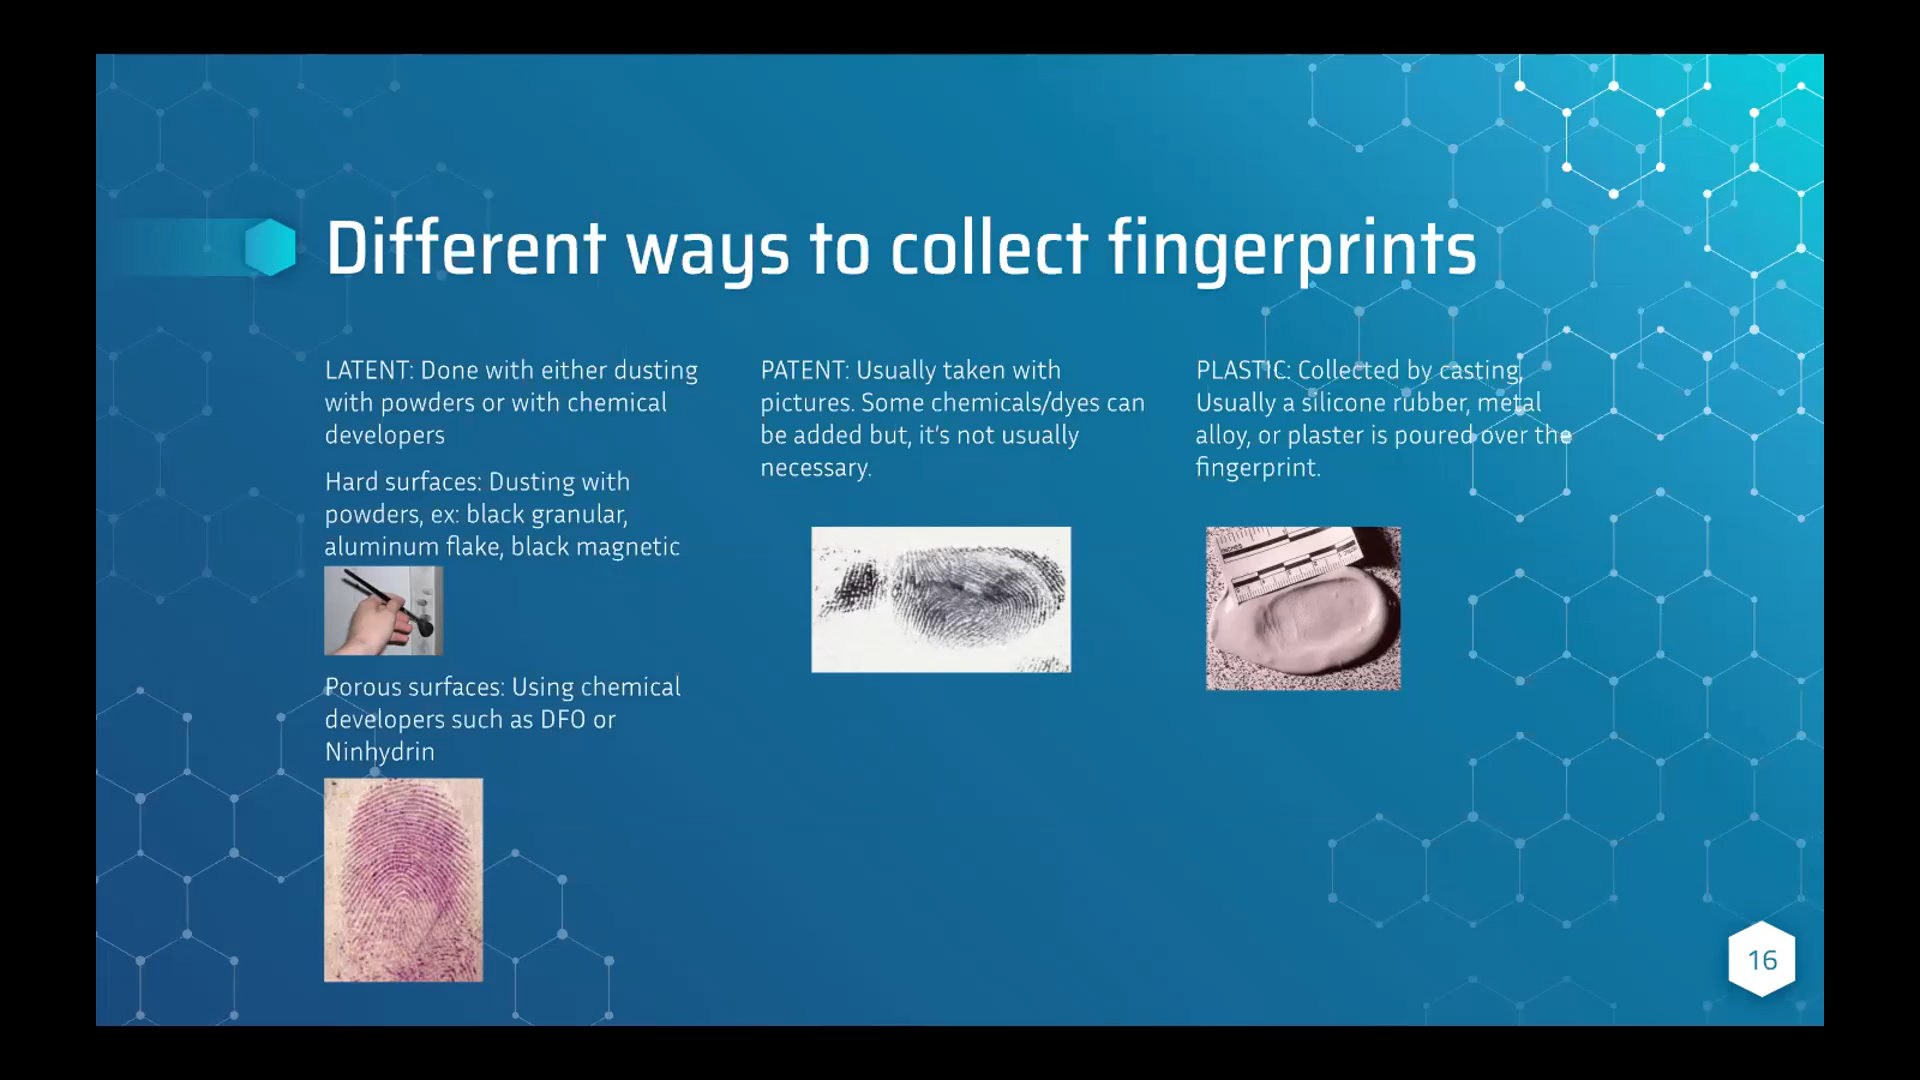 Different ways to collect fingerprints
LATENT: Done with either dusting
with powders or with chemical
developers
Hard surfaces: Dusting with
powders, ex: black granular,
aluminum flake, black magnetic
Porous surfaces: Using chemical
developers such as DFO or
Ninhydrin
PATENT: Usually taken with
pictures. Some chemicals/dyes can
be added but, it's not usually
necessary.
PLASTIC: Collected by casting,
Usually a silicone rubber, metal
alloy, or plaster is poured over the
fingerprint.
16